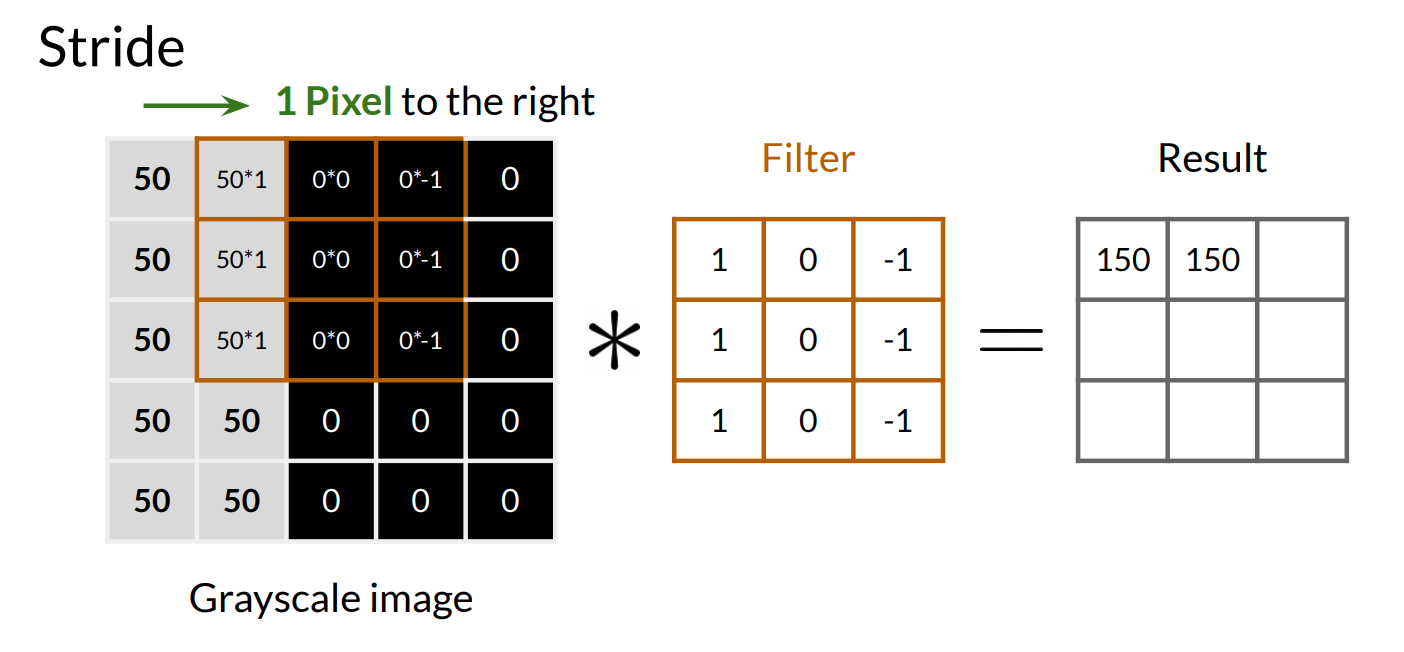 Stride
1 Pixel to the right
Filter
Result
50 50*1 0*0 0*-1 0
50 50*1 0*0 0*-1 0
50 50*1 0*0 0*-1 0
50 50 0 0 0
50 50 0 0 0
*
1 0 -1
1 0 -1
1 0 -1
=
150 150
Grayscale image